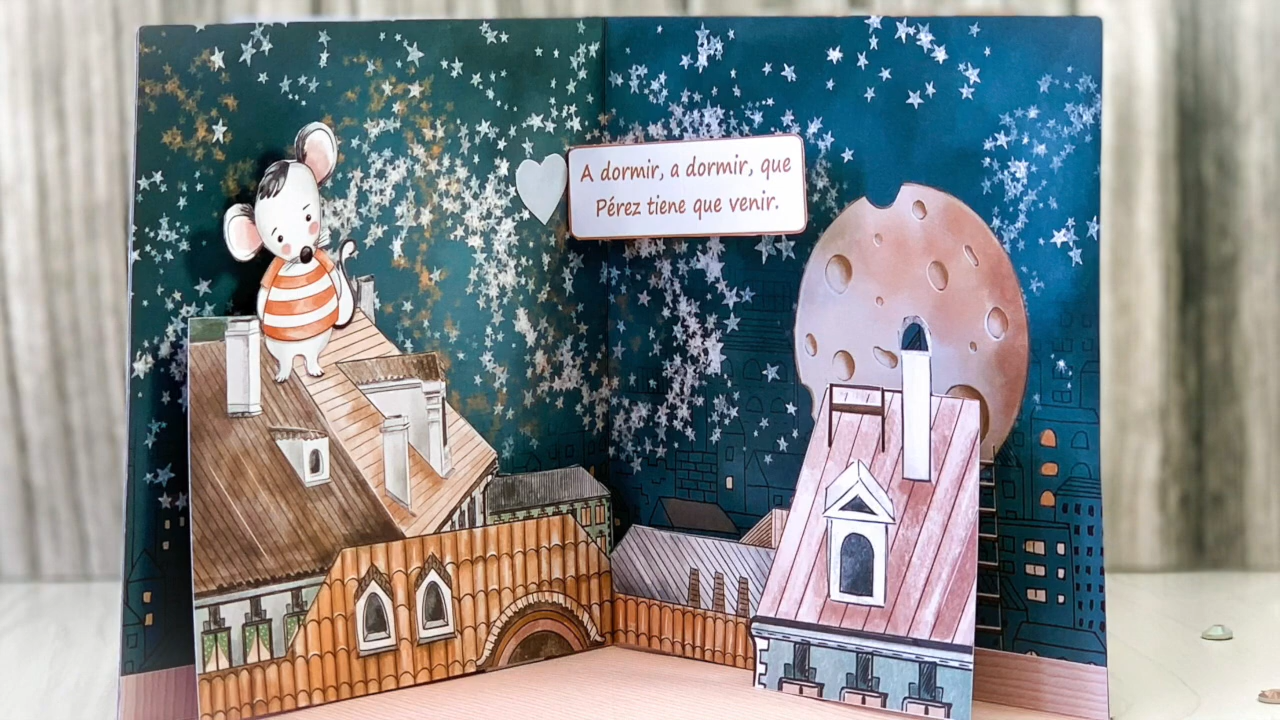 A dormir, a dormir, que
Pérez tiene que venir.